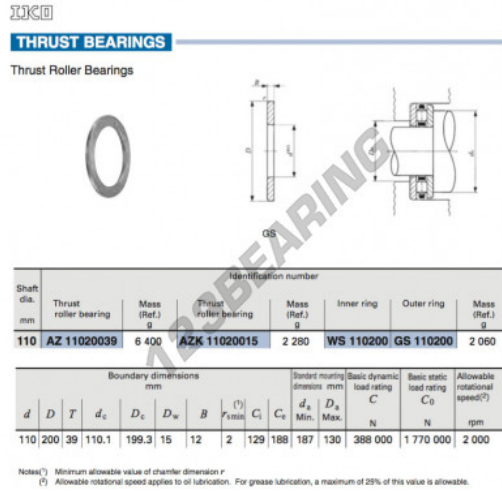 IKO
THRUST BEARINGS
Thrust Roller Bearings
B
r
D
d
Da
da
GS
123BEARING
Identification number
Shaft dia. mm
Thrust roller bearing
Mass (Ref.) g
Thrust roller bearing
Mass (Ref.) g
Inner ring
Outer ring
Mass (Ref.) g
110 AZ 11020039 6 400 AZK 11020015 2 280 WS 110200 GS 110200 2 060
Boundary dimensions mm
Standard mounting dimensions mm
Basic dynamic load rating C N
Basic static load rating C0 N
Allowable rotational speed(2) rpm
d D T dc Dc Dw B rs min(1) Ci Ce da Min. Da Max.
110 200 39 110.1 199.3 15 12 2 129 188 187 130 388 000 1 770 000 2 000
Notes(1) Minimum allowable value of chamfer dimension r
(2) Allowable rotational speed applies to oil lubrication. For grease lubrication, a maximum of 25% of this value is allowable.